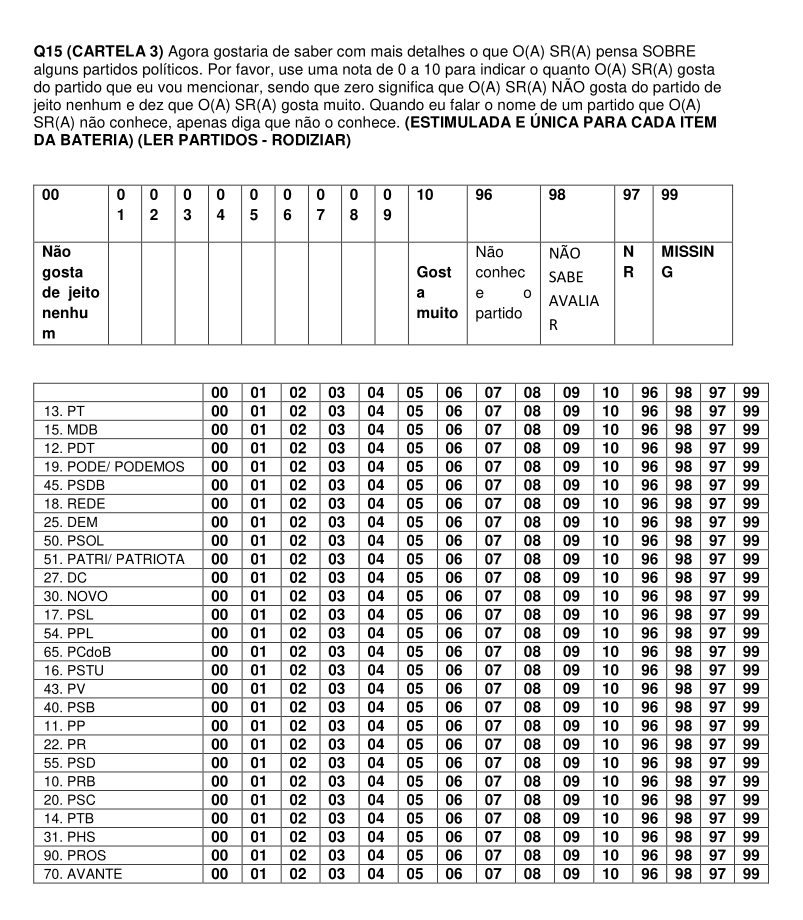 Q15 (CARTELA 3) Agora gostaria de saber com mais detalhes o que O(A) SR(A) pensa SOBRE
alguns partidos políticos. Por favor, use uma nota de 0 a 10 para indicar o quanto O(A) SR(A) gosta
do partido que eu vou mencionar, sendo que zero significa que O(A) SR(A) NÃO gosta do partido de
jeito nenhum e dez que O(A) SR(A) gosta muito. Quando eu falar o nome de um partido que O(A)
SR(A) não conhece, apenas diga que não o conhece. (ESTIMULADA E ÚNICA PARA CADA ITEM
DA BATERIA) (LER PARTIDOS - RODIZIAR)
00 0 0 0 0 0 0 0 0 0 10 96 98 97 99
1 2 3 4 5 6 7 8 9
Não
gosta
de jeito
nenhu
m
Gost
a
muito
Não
conhec
e o
partido
NÃO
SABE
AVALIA
R
N
R
MISSIN
G
00 01 02 03 04 05 06 07 08 09 10 96 98 97 99
13. PT 00 01 02 03 04 05 06 07 08 09 10 96 98 97 99
15. MDB 00 01 02 03 04 05 06 07 08 09 10 96 98 97 99
12. PDT 00 01 02 03 04 05 06 07 08 09 10 96 98 97 99
19. PODE/ PODEMOS 00 01 02 03 04 05 06 07 08 09 10 96 98 97 99
45. PSDB 00 01 02 03 04 05 06 07 08 09 10 96 98 97 99
18. REDE 00 01 02 03 04 05 06 07 08 09 10 96 98 97 99
25. DEM 00 01 02 03 04 05 06 07 08 09 10 96 98 97 99
50. PSOL 00 01 02 03 04 05 06 07 08 09 10 96 98 97 99
51. PATRI/ PATRIOTA 00 01 02 03 04 05 06 07 08 09 10 96 98 97 99
27. DC 00 01 02 03 04 05 06 07 08 09 10 96 98 97 99
30. NOVO 00 01 02 03 04 05 06 07 08 09 10 96 98 97 99
17. PSL 00 01 02 03 04 05 06 07 08 09 10 96 98 97 99
54. PPL 00 01 02 03 04 05 06 07 08 09 10 96 98 97 99
65. PCdoB 00 01 02 03 04 05 06 07 08 09 10 96 98 97 99
16. PSTU 00 01 02 03 04 05 06 07 08 09 10 96 98 97 99
43. PV 00 01 02 03 04 05 06 07 08 09 10 96 98 97 99
40. PSB 00 01 02 03 04 05 06 07 08 09 10 96 98 97 99
11. PP 00 01 02 03 04 05 06 07 08 09 10 96 98 97 99
22. PR 00 01 02 03 04 05 06 07 08 09 10 96 98 97 99
55. PSD 00 01 02 03 04 05 06 07 08 09 10 96 98 97 99
10. PRB 00 01 02 03 04 05 06 07 08 09 10 96 98 97 99
20. PSC 00 01 02 03 04 05 06 07 08 09 10 96 98 97 99
14. PTB 00 01 02 03 04 05 06 07 08 09 10 96 98 97 99
31. PHS 00 01 02 03 04 05 06 07 08 09 10 96 98 97 99
90. PROS 00 01 02 03 04 05 06 07 08 09 10 96 98 97 99
70. AVANTE 00 01 02 03 04 05 06 07 08 09 10 96 98 97 99